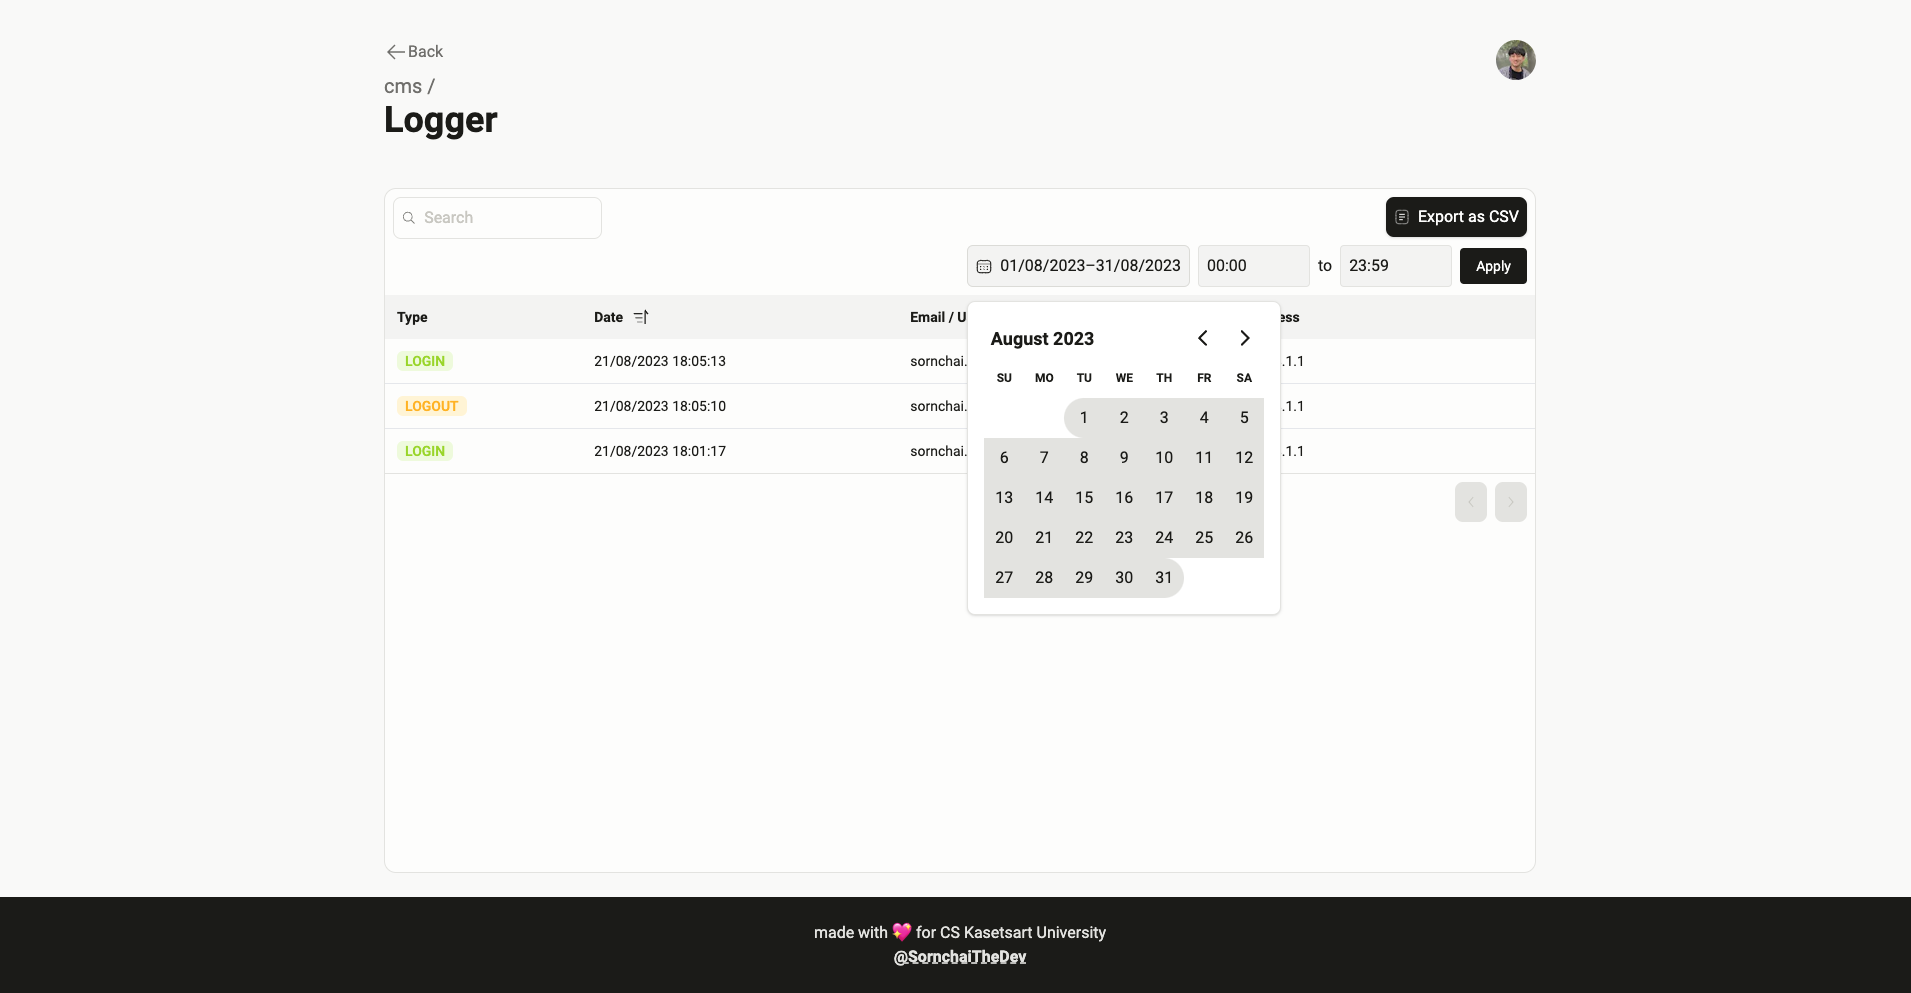 Back
cms /
Logger
Search
Export as CSV
01/08/2023–31/08/2023 00:00 to 23:59 Apply
Type Date Email / U ess
LOGIN 21/08/2023 18:05:13 sornchai. .1.1
LOGOUT 21/08/2023 18:05:10 sornchai. .1.1
LOGIN 21/08/2023 18:01:17 sornchai. .1.1
August 2023
SU MO TU WE TH FR SA
1 2 3 4 5
6 7 8 9 10 11 12
13 14 15 16 17 18 19
20 21 22 23 24 25 26
27 28 29 30 31
made with 💖 for CS Kasetsart University
@SornchaiTheDev